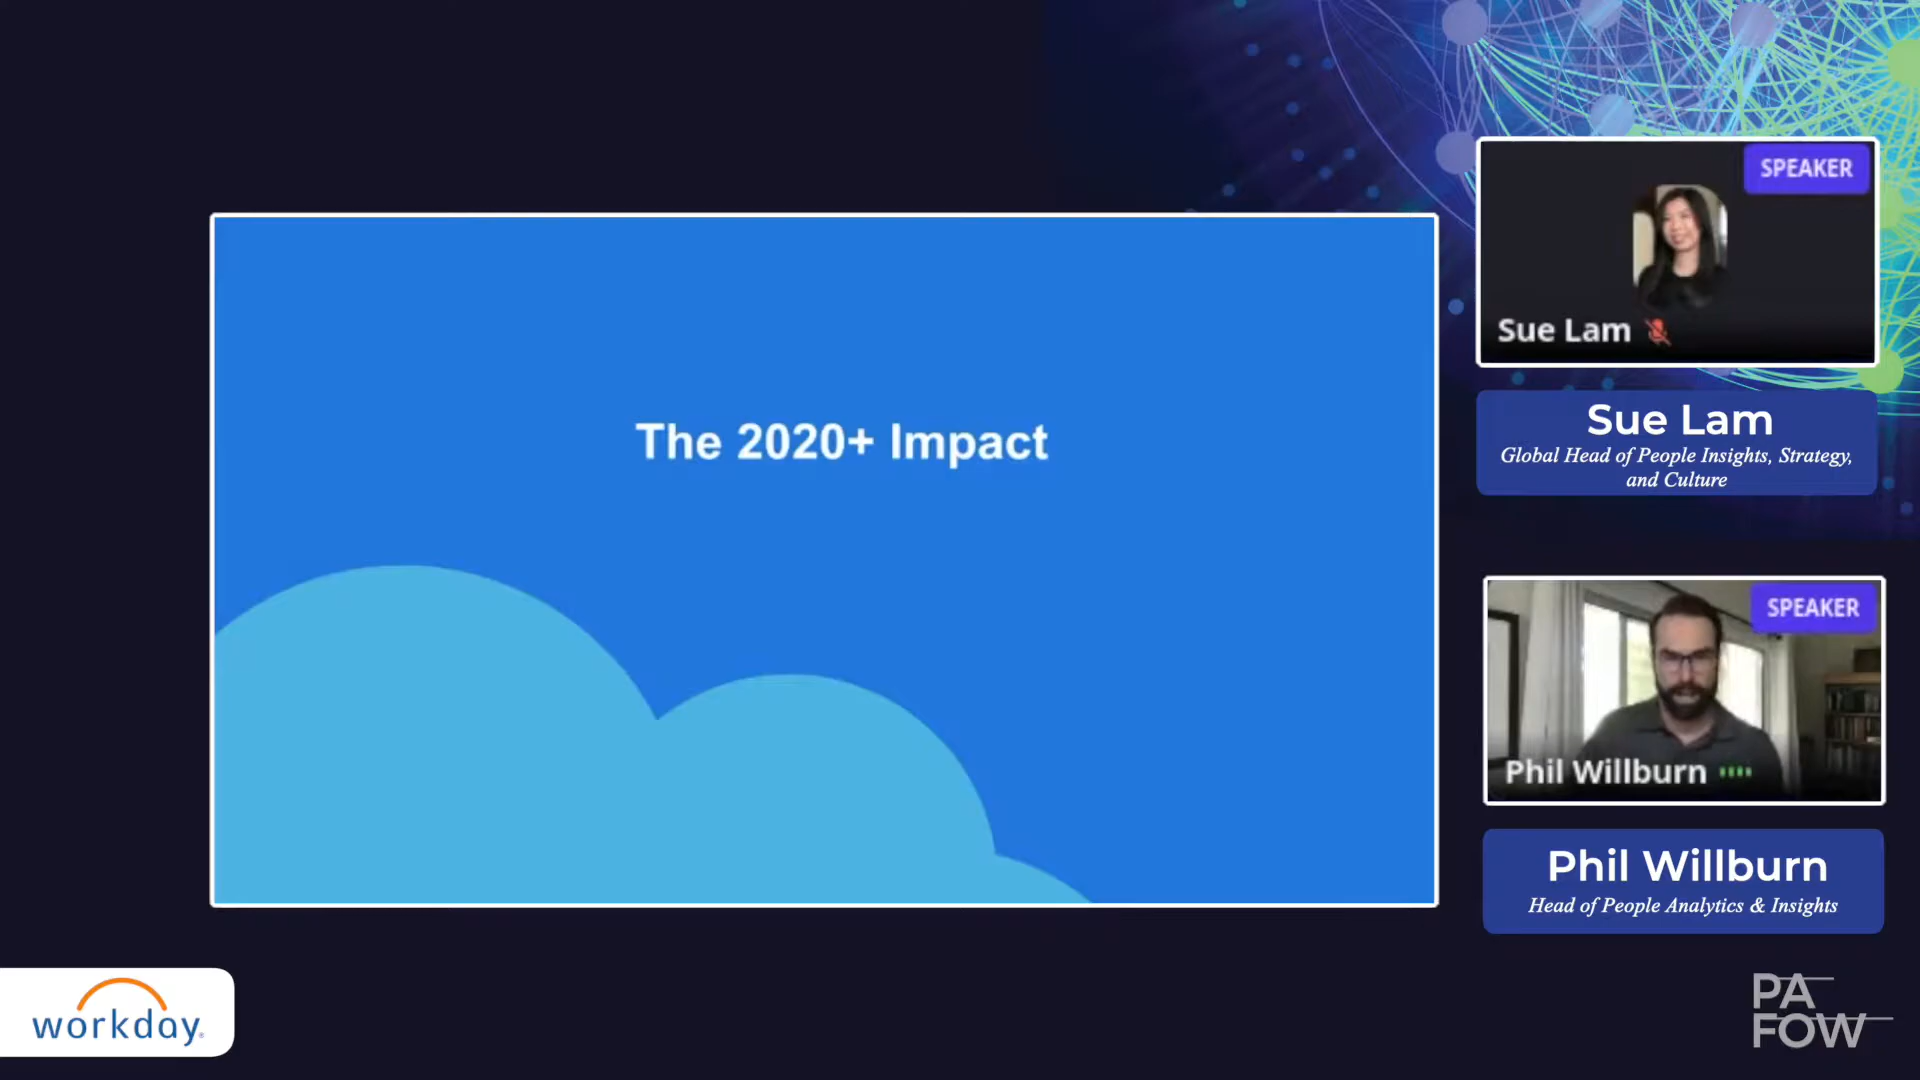 The 2020+ Impact
SPEAKER
Sue Lam
Sue Lam
Global Head of People Insights, Strategy,
and Culture
SPEAKER
Phil Willburn
Phil Willburn
Head of People Analytics & Insights
workday
PA
FOW